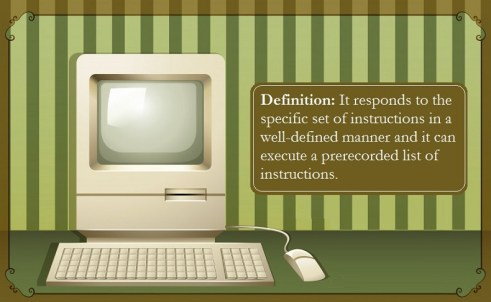 Definition: It responds to the
specific set of instructions in a
well-defined manner and it can
execute a prerecorded list of
instructions.